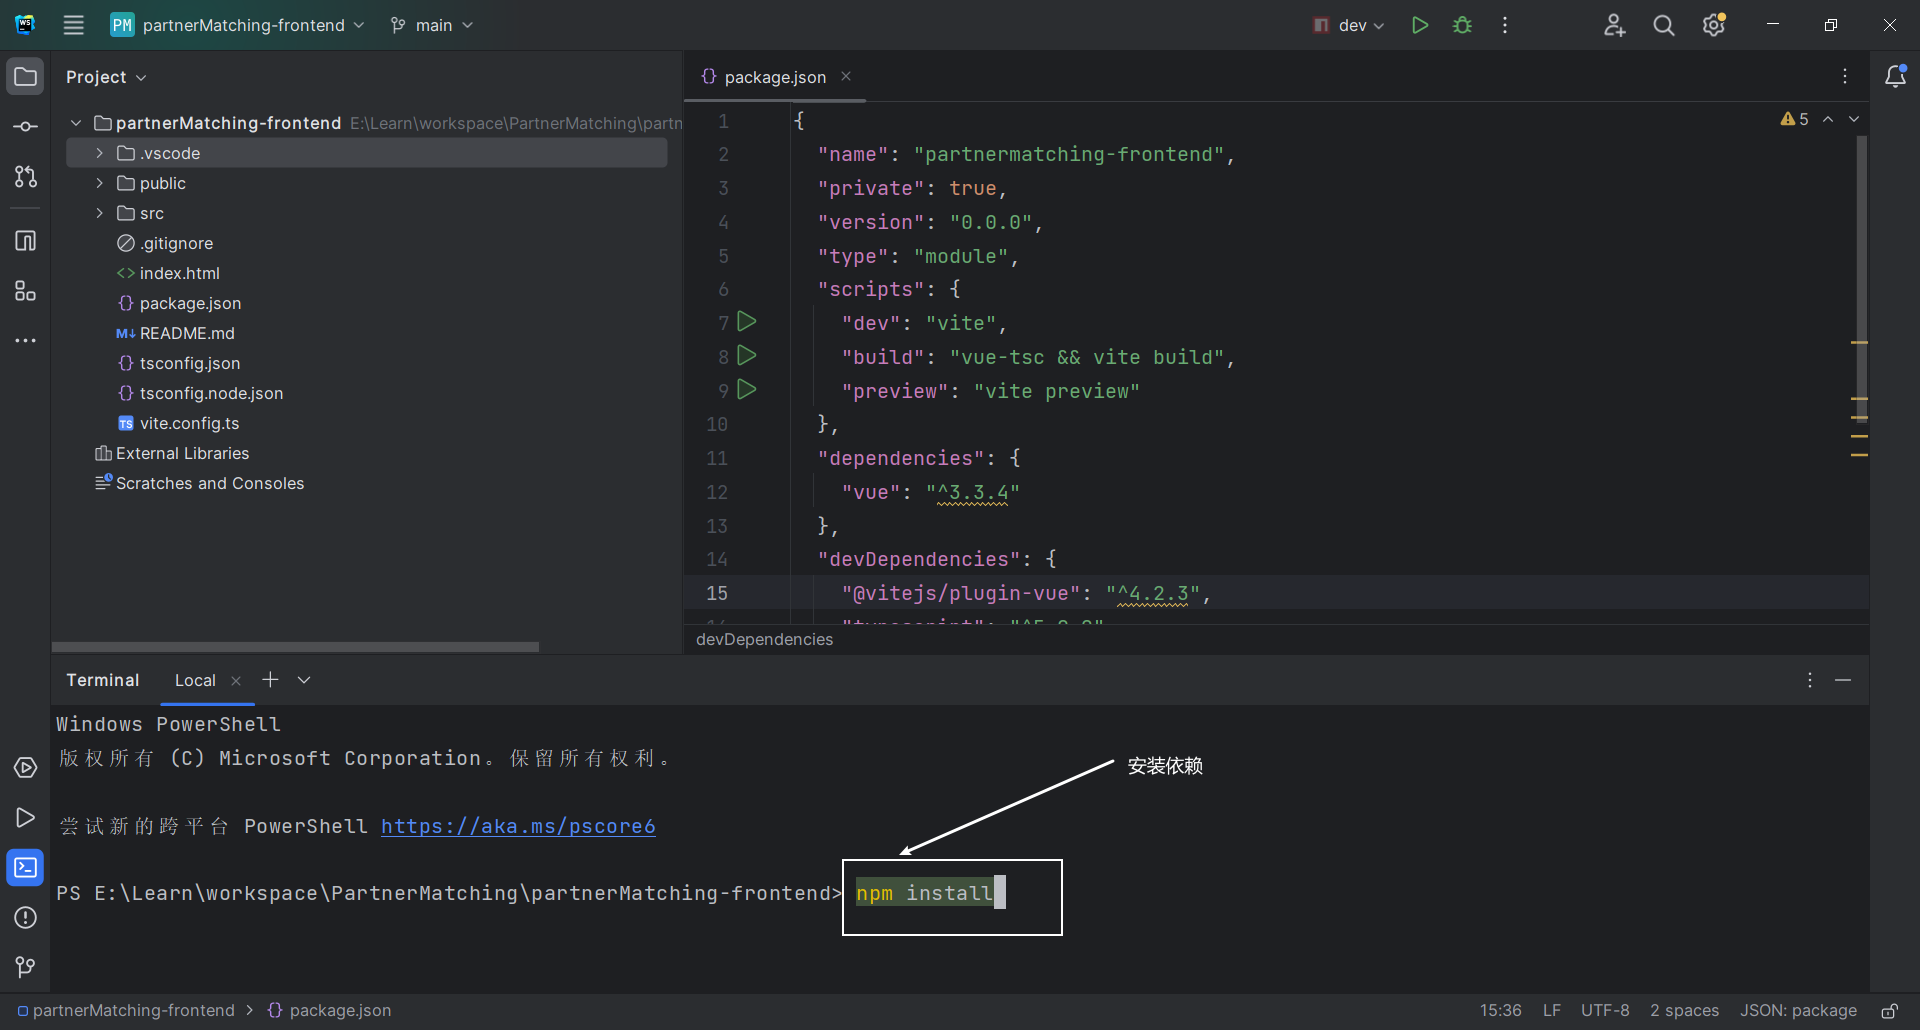 PM partnerMatching-frontend main dev
Project
partnerMatching-frontend E:\Learn\workspace\PartnerMatching\partn
.vscode
public
src
.gitignore
<> index.html
{} package.json
M↓ README.md
{} tsconfig.json
{} tsconfig.node.json
TS vite.config.ts
External Libraries
Scratches and Consoles
{} package.json ×
5
1 {
2 "name": "partnermatching-frontend",
3 "private": true,
4 "version": "0.0.0",
5 "type": "module",
6 "scripts": {
7 "dev": "vite",
8 "build": "vue-tsc && vite build",
9 "preview": "vite preview"
10 },
11 "dependencies": {
12 "vue": "^3.3.4"
13 },
14 "devDependencies": {
15 "@vitejs/plugin-vue": "^4.2.3",
devDependencies
Terminal Local × +
Windows PowerShell
版权所有 (C) Microsoft Corporation。保留所有权利。
安装依赖
尝试新的跨平台 PowerShell https://aka.ms/pscore6
PS E:\Learn\workspace\PartnerMatching\partnerMatching-frontend> npm install
partnerMatching-frontend > {} package.json 15:36 LF UTF-8 2 spaces JSON: package